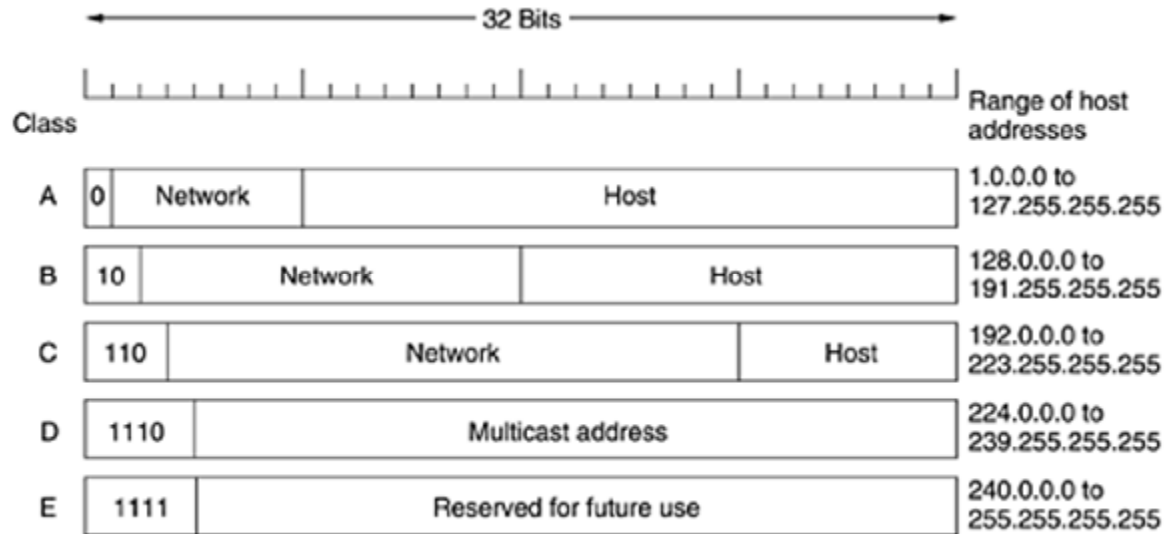 32 Bits
Class
Range of host
addresses
A
0
Network
Host
1.0.0.0 to
127.255.255.255
B
10
Network
Host
128.0.0.0 to
191.255.255.255
C
110
Network
Host
192.0.0.0 to
223.255.255.255
D
1110
Multicast address
224.0.0.0 to
239.255.255.255
E
1111
Reserved for future use
240.0.0.0 to
255.255.255.255